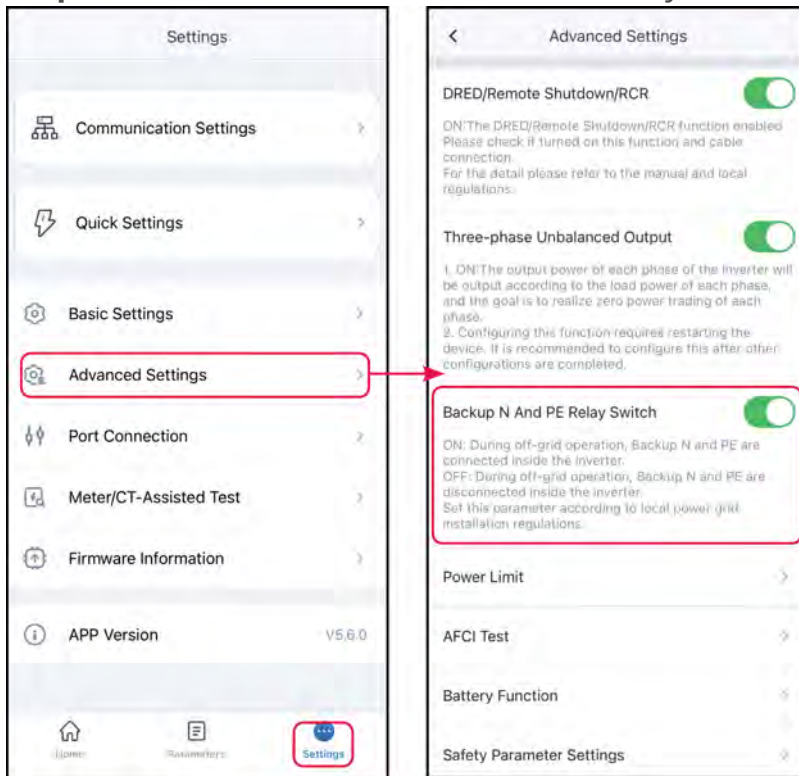 Settings
Communication Settings
Quick Settings
Basic Settings
Advanced Settings
Port Connection
Meter/CT-Assisted Test
Firmware Information
APP Version V5.6.0
Home Parameters Settings
Advanced Settings
DRED/Remote Shutdown/RCR
ON:The DRED/Remote Shutdown/RCR function enabled
Please check if turned on this function and cable
connection.
For the detail please refer to the manual and local
regulations.
Three-phase Unbalanced Output
1. ON:The output power of each phase of the inverter will
be output according to the load power of each phase,
and the goal is to realize zero power trading of each
phase.
2. Configuring this function requires restarting the
device. It is recommended to configure this after other
configurations are completed.
Backup N And PE Relay Switch
ON: During off-grid operation, Backup N and PE are
connected inside the inverter.
OFF: During off-grid operation, Backup N and PE are
disconnected inside the inverter.
Set this parameter according to local power grid
installation regulations.
Power Limit
AFCI Test
Battery Function
Safety Parameter Settings